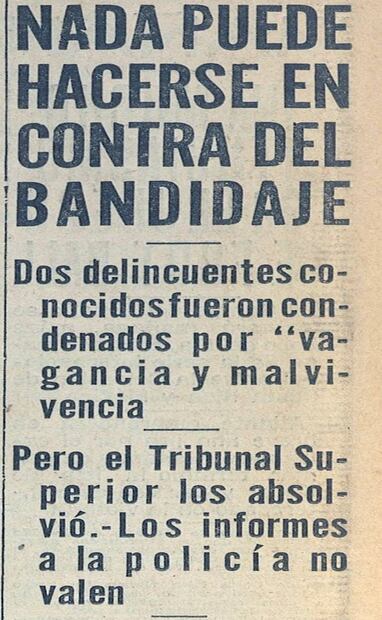 NADA PUEDE
HACERSE EN
CONTRA DEL
BANDIDAJE
Dos delincuentes co-
nocidos fueron con-
denados por “va-
gancia y malvi-
vencia
Pero el Tribunal Su-
perior los absol-
vió.-Los informes
a la policía no
valen